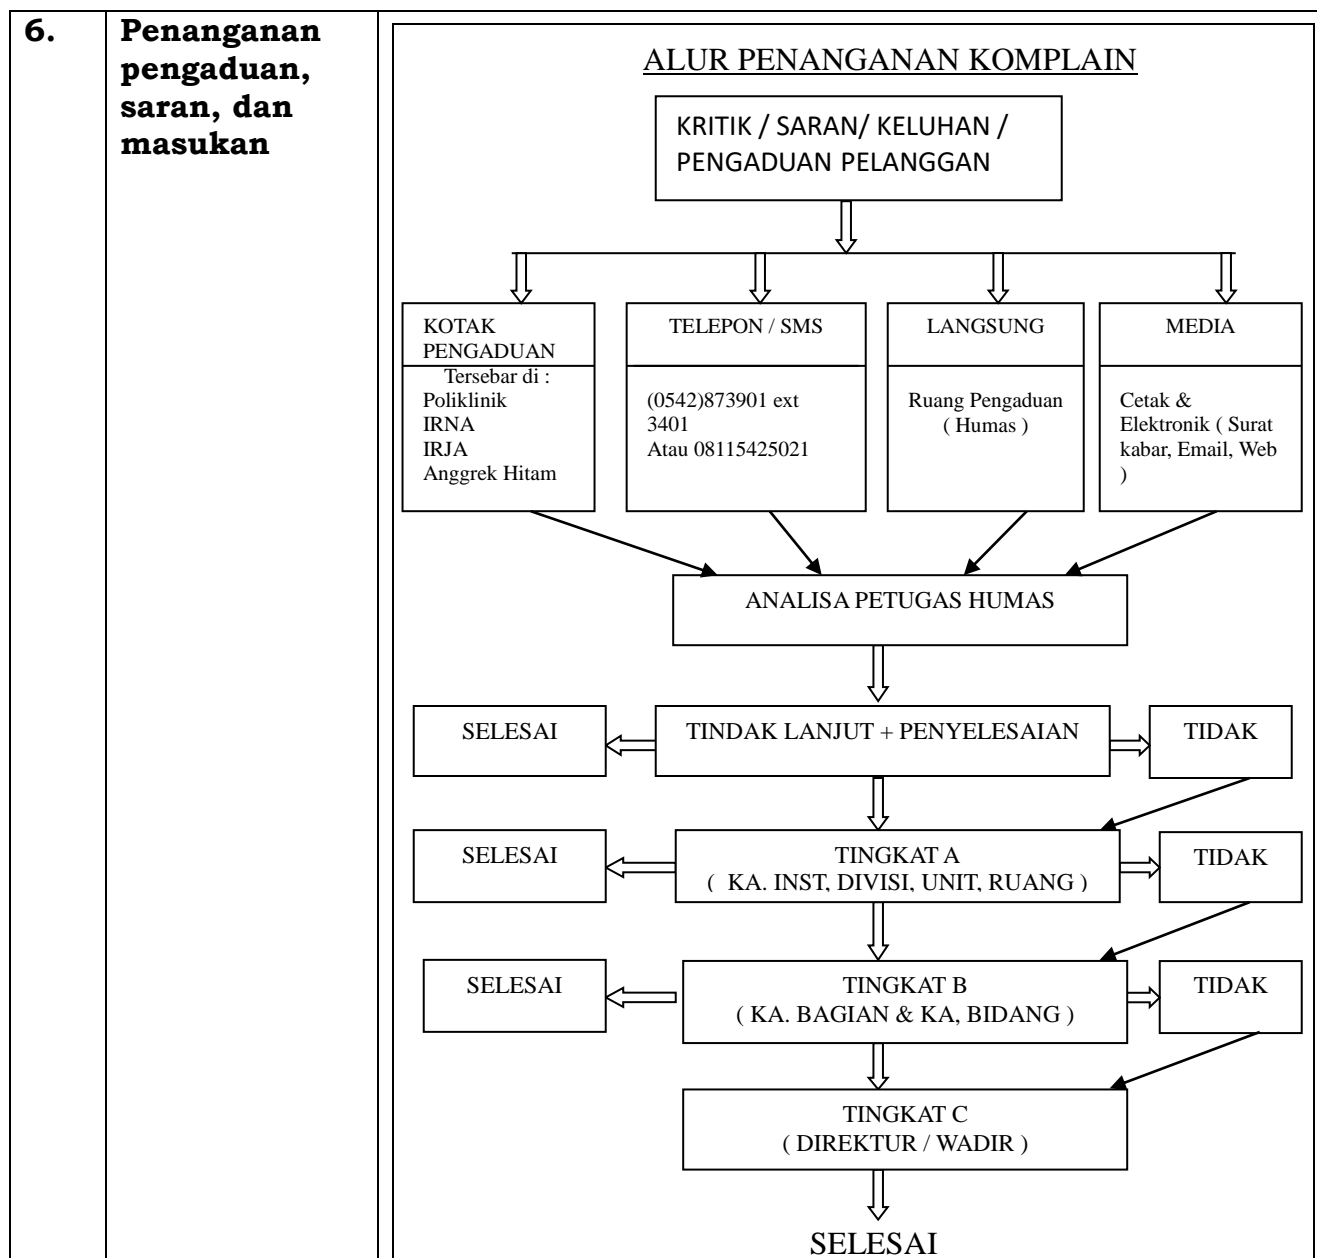 6.
Penanganan
pengaduan,
saran, dan
masukan
ALUR PENANGANAN KOMPLAIN
KRITIK / SARAN/ KELUHAN /
PENGADUAN PELANGGAN
KOTAK
PENGADUAN
Tersebar di :
Poliklinik
IRNA
IRJA
Anggrek Hitam
TELEPON / SMS
(0542)873901 ext
3401
Atau 08115425021
LANGSUNG
Ruang Pengaduan
( Humas )
MEDIA
Cetak &
Elektronik ( Surat
kabar, Email, Web
)
ANALISA PETUGAS HUMAS
SELESAI
TINDAK LANJUT + PENYELESAIAN
TIDAK
SELESAI
TINGKAT A
( KA. INST, DIVISI, UNIT, RUANG )
TIDAK
SELESAI
TINGKAT B
( KA. BAGIAN & KA, BIDANG )
TIDAK
TINGKAT C
( DIREKTUR / WADIR )
SELESAI